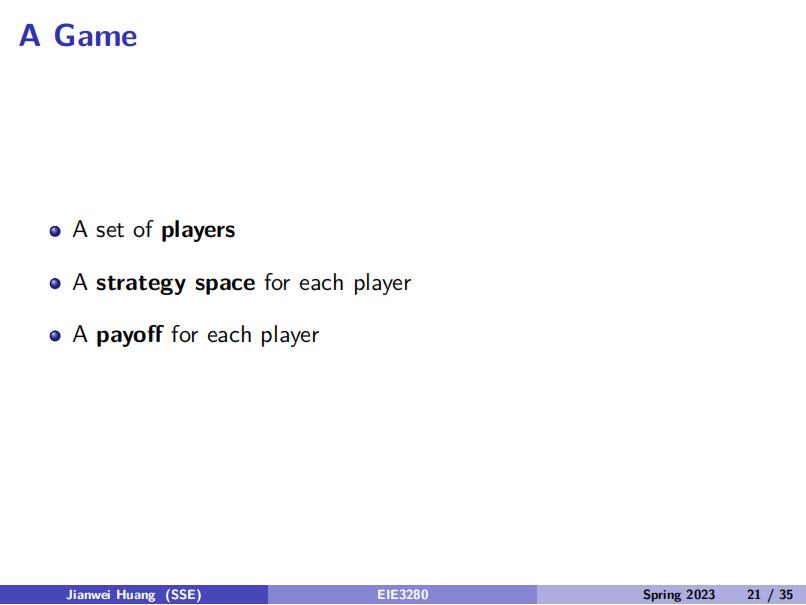 A Game
A set of players
A strategy space for each player
A payoff for each player
Jianwei Huang (SSE) EIE3280 Spring 2023 21 / 35